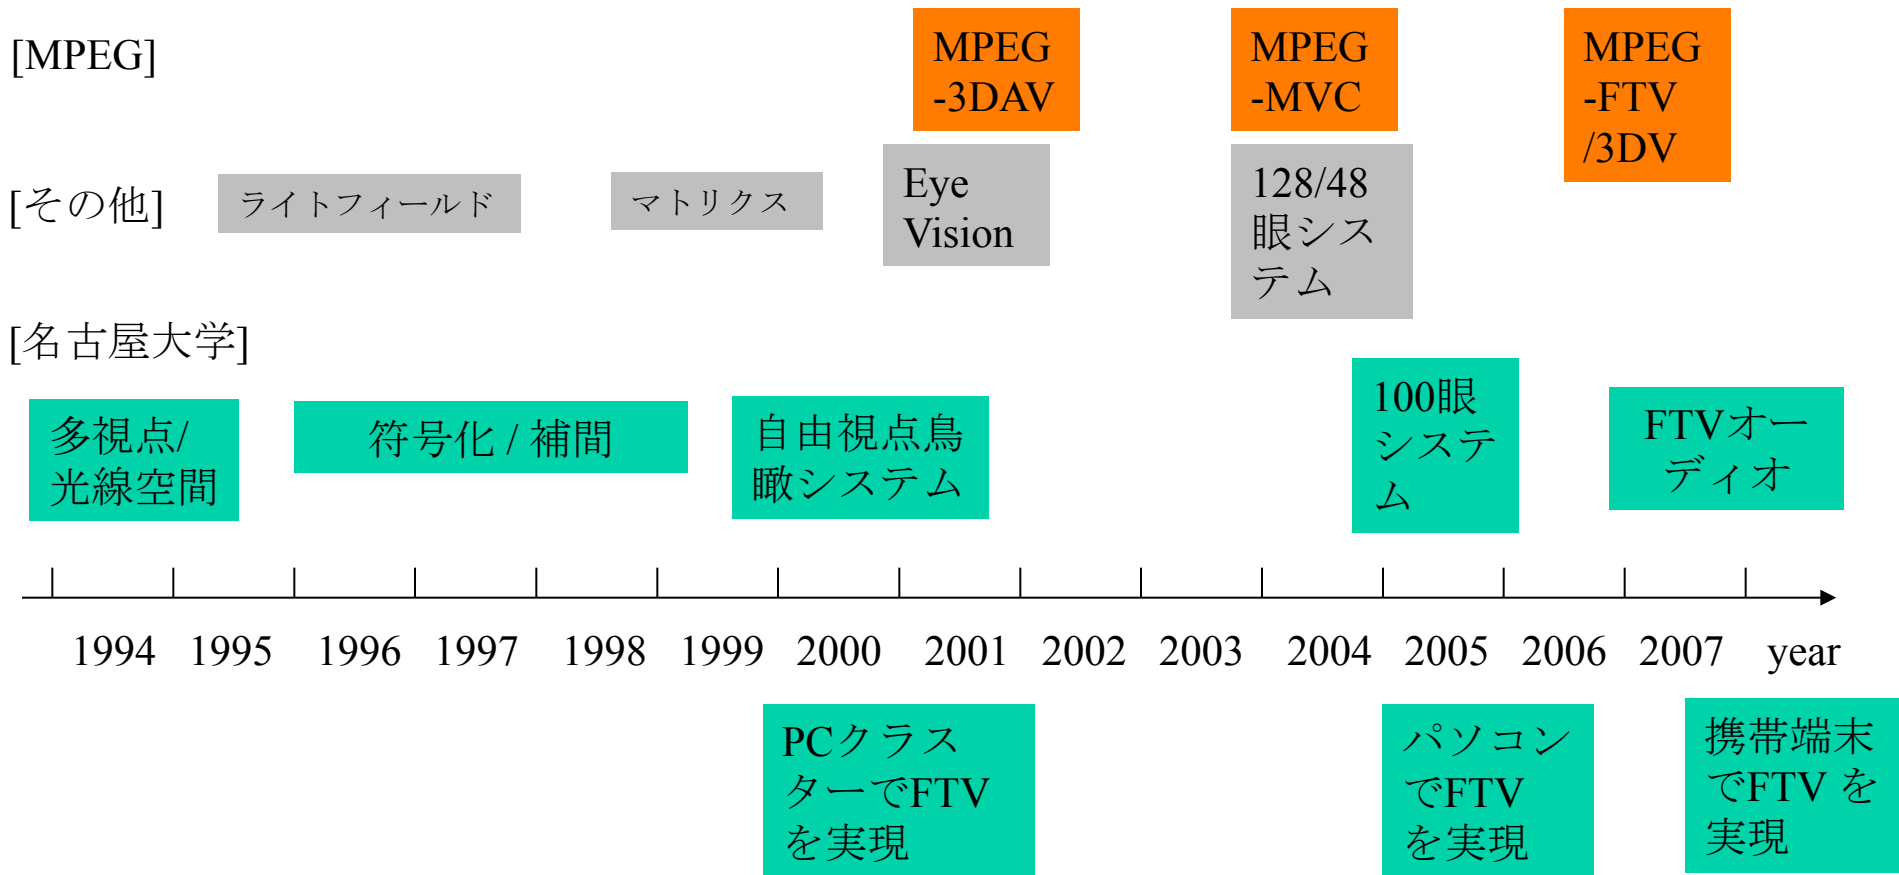 [MPEG]
MPEG
-3DAV
MPEG
-MVC
MPEG
-FTV
/3DV
[その他]
ライトフィールド
マトリクス
Eye
Vision
128/48
眼シス
テム
[名古屋大学]
多視点/
光線空間
符号化 / 補間
自由視点鳥
瞰システム
100眼
システ
ム
FTVオー
ディオ
1994
1995
1996
1997
1998
1999
2000
2001
2002
2003
2004
2005
2006
2007
year
PCクラス
ターでFTV
を実現
パソコン
でFTV
を実現
携帯端末
でFTV を
実現